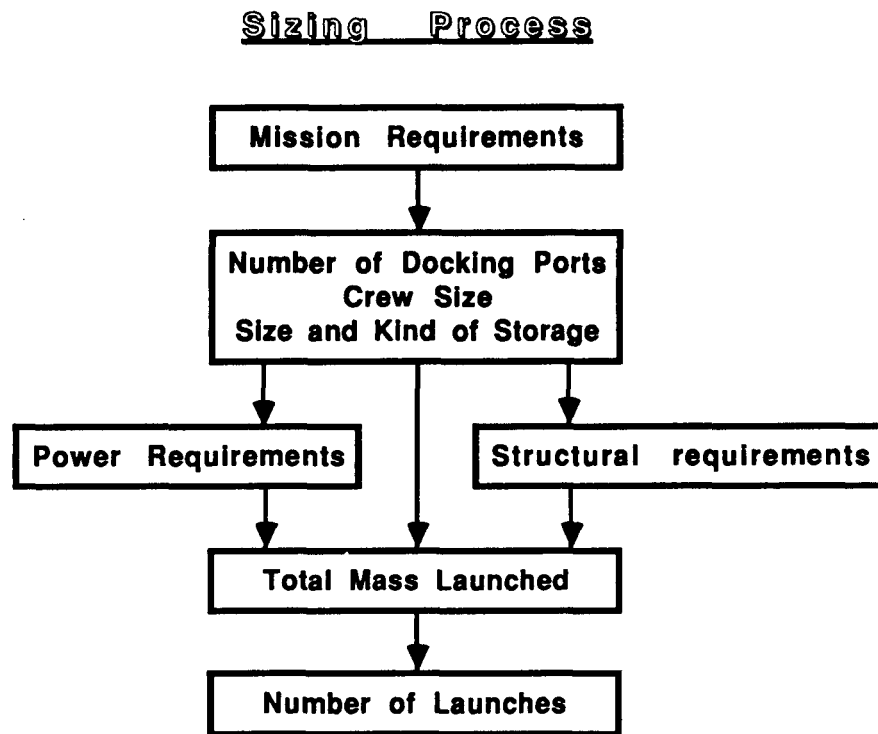 Sizing Process
Mission Requirements
Number of Docking Ports
Crew Size
Size and Kind of Storage
Power Requirements
Structural requirements
Total Mass Launched
Number of Launches